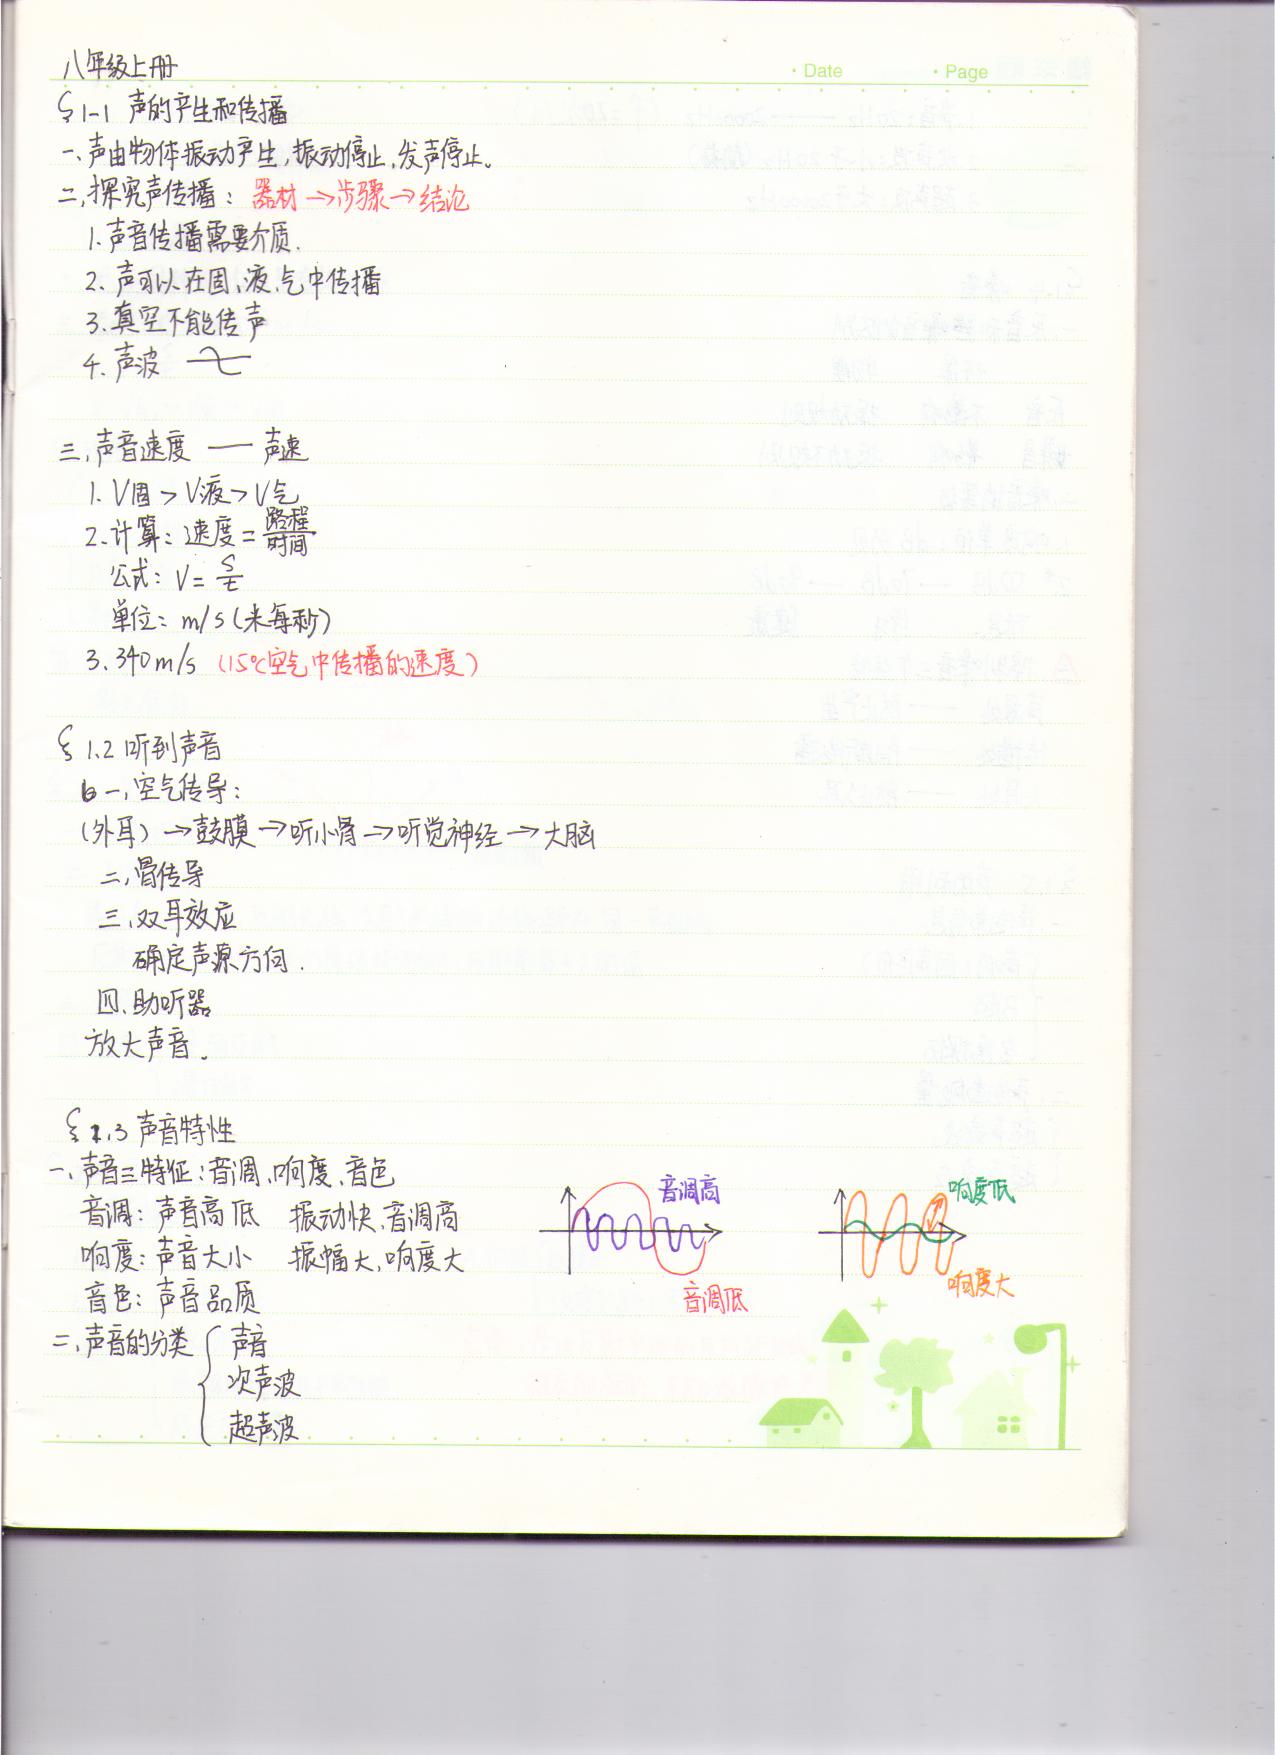 八年级上册
· Date · Page
§1-1 声的产生和传播
一、声由物体振动产生,振动停止,发声停止。
二、探究声传播: 器材→步骤→结论
1. 声音传播需要介质.
2. 声可以在固、液、气中传播
3. 真空不能传声
4. 声波
三、声音速度 —— 声速
1. V固 > V液 > V气
2. 计算: 速度 = 路程/时间
公式: V = S/t
单位: m/s (米每秒)
3. 340m/s (15℃空气中传播的速度)
§ 1.2 听到声音
一、空气传导:
(外耳) →鼓膜→听小骨→听觉神经→大脑
二、骨传导
三、双耳效应
确定声源方向.
四、助听器
放大声音。
§ 1.3 声音特性
一、声音三特征: 音调、响度、音色
音调: 声音高低 振动快、音调高
响度: 声音大小 振幅大,响度大
音色: 声音品质
音调高
音调低
响度低
响度大
二、声音的分类 { 声音
次声波
超声波